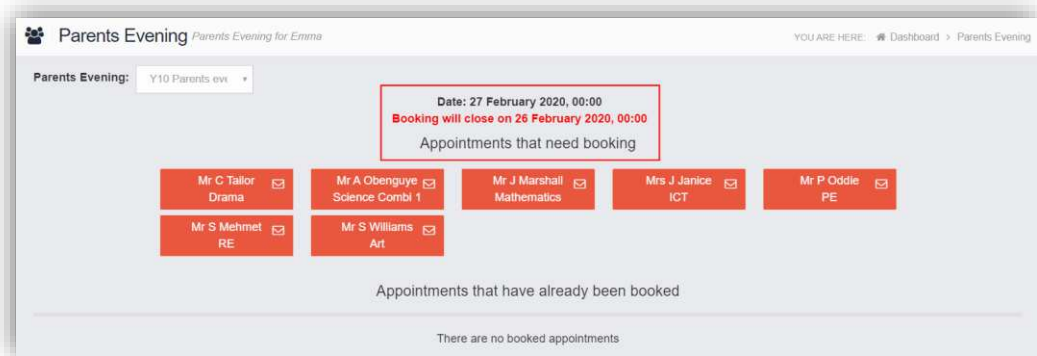 Parents Evening Parents Evening for Emma
YOU ARE HERE: Dashboard > Parents Evening
Parents Evening: Y10 Parents eve
Date: 27 February 2020, 00:00
Booking will close on 26 February 2020, 00:00
Appointments that need booking
Mr C Tailor
Drama
Mr A Obenguye
Science Combi 1
Mr J Marshall
Mathematics
Mrs J Janice
ICT
Mr P Oddie
PE
Mr S Mehmet
RE
Mr S Williams
Art
Appointments that have already been booked
There are no booked appointments